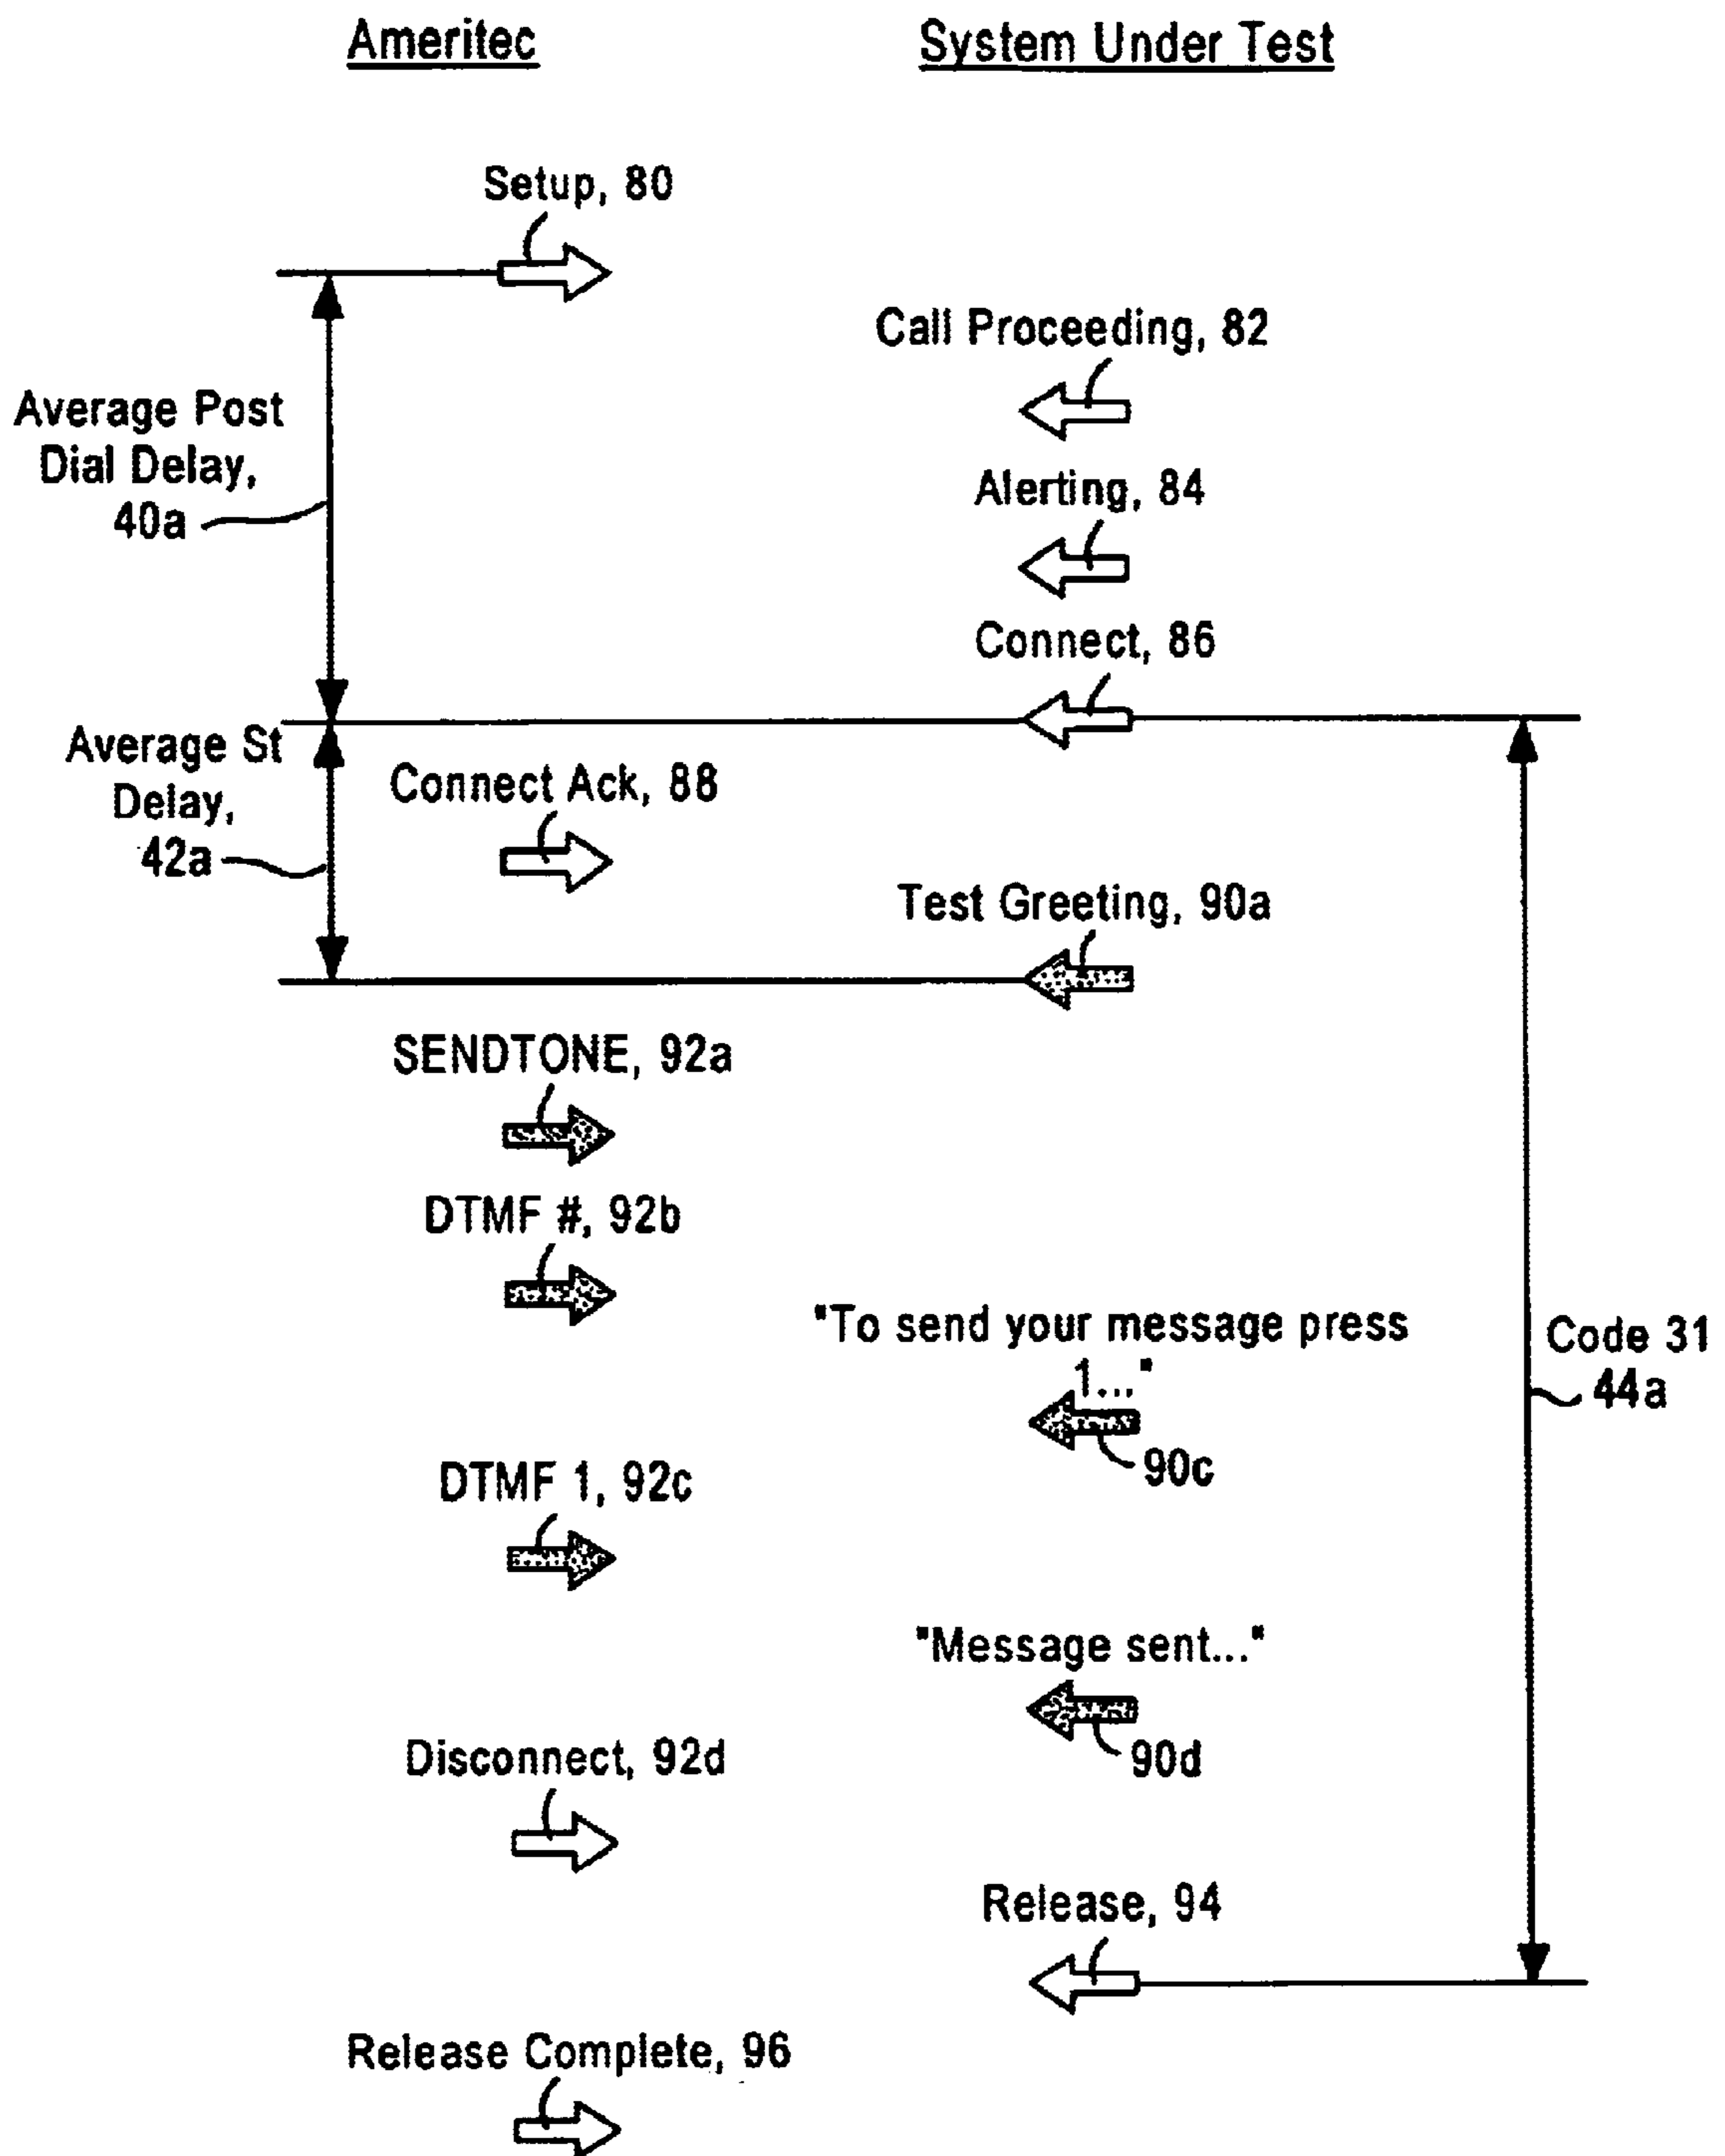 Ameritec
System Under Test
Setup, 80
Call Proceeding, 82
Average Post
Dial Delay,
40a
Alerting, 84
Connect, 86
Average St
Delay,
42a
Connect Ack, 88
Test Greeting, 90a
SENDTONE, 92a
DTMF #, 92b
"To send your message press
1..."
90c
Code 31
44a
DTMF 1, 92c
"Message sent..."
90d
Disconnect, 92d
Release, 94
Release Complete, 96